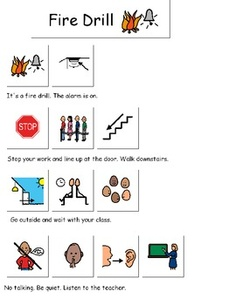 Fire Drill
It's a fire drill. The alarm is on.
STOP
Stop your work and line up at the door. Walk downstairs.
Go outside and wait with your class.
No talking. Be quiet. Listen to the teacher.